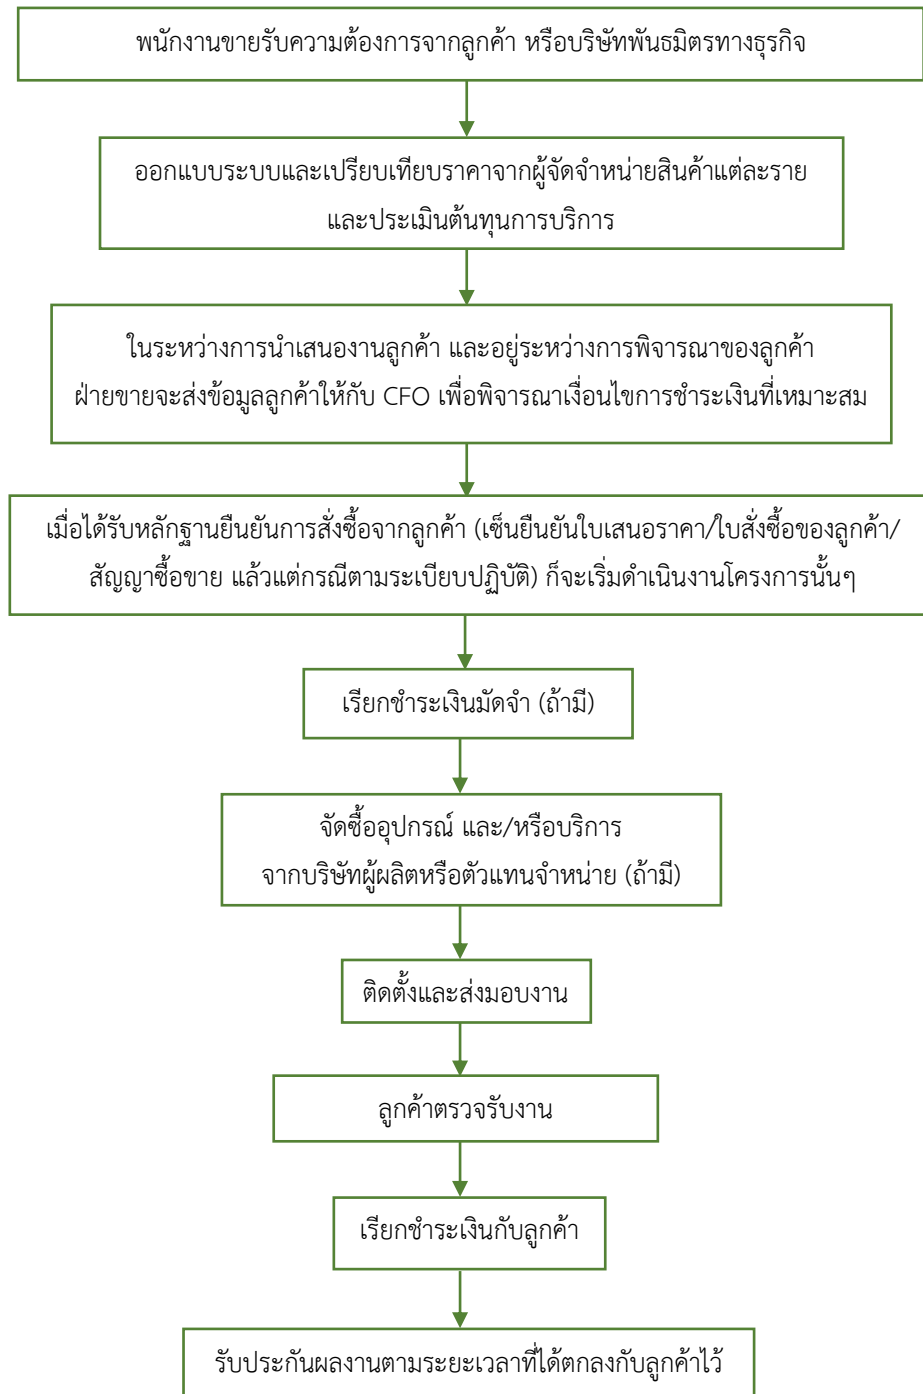 พนักงานขายรับความต้องการจากลูกค้า หรือบริษัทพันธมิตรทางธุรกิจ
ออกแบบระบบและเปรียบเทียบราคาจากผู้จัดจำหน่ายสินค้าแต่ละราย
และประเมินต้นทุนการบริการ
ในระหว่างการนำเสนองานลูกค้า และอยู่ระหว่างการพิจารณาของลูกค้า
ฝ่ายขายจะส่งข้อมูลลูกค้าให้กับ CFO เพื่อพิจารณาเงื่อนไขการชำระเงินที่เหมาะสม
เมื่อได้รับหลักฐานยืนยันการสั่งซื้อจากลูกค้า (เซ็นยืนยันใบเสนอราคา/ใบสั่งซื้อของลูกค้า/
สัญญาซื้อขาย แล้วแต่กรณีตามระเบียบปฏิบัติ) ก็จะเริ่มดำเนินงานโครงการนั้นๆ
เรียกชำระเงินมัดจำ (ถ้ามี)
จัดซื้ออุปกรณ์ และ/หรือบริการ
จากบริษัทผู้ผลิตหรือตัวแทนจำหน่าย (ถ้ามี)
ติดตั้งและส่งมอบงาน
ลูกค้าตรวจรับงาน
เรียกชำระเงินกับลูกค้า
รับประกันผลงานตามระยะเวลาที่ได้ตกลงกับลูกค้าไว้